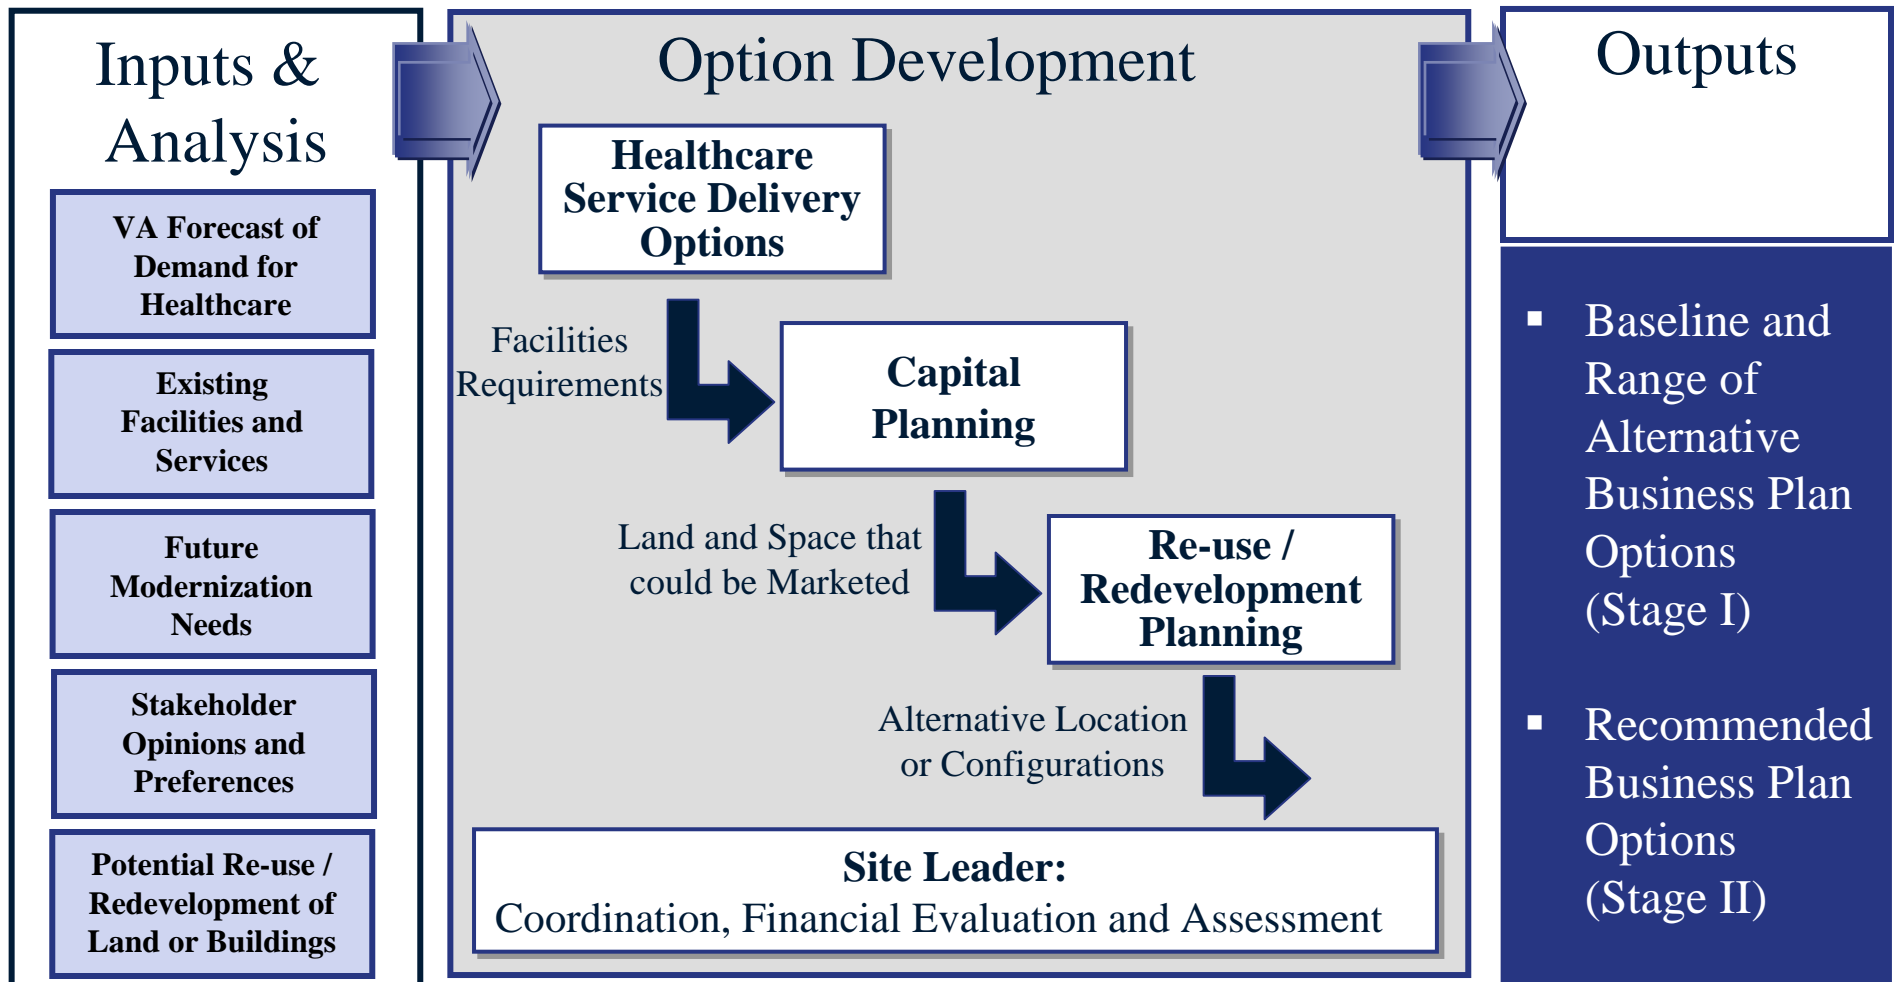 Inputs &
Analysis
VA Forecast of
Demand for
Healthcare
Existing
Facilities and
Services
Future
Modernization
Needs
Stakeholder
Opinions and
Preferences
Potential Re-use /
Redevelopment of
Land or Buildings
Option Development
Healthcare
Service Delivery
Options
Facilities
Requirements
Capital
Planning
Land and Space that
could be Marketed
Re-use /
Redevelopment
Planning
Alternative Location
or Configurations
Site Leader:
Coordination, Financial Evaluation and Assessment
Outputs
▪ Baseline and
Range of
Alternative
Business Plan
Options
(Stage I)
▪ Recommended
Business Plan
Options
(Stage II)